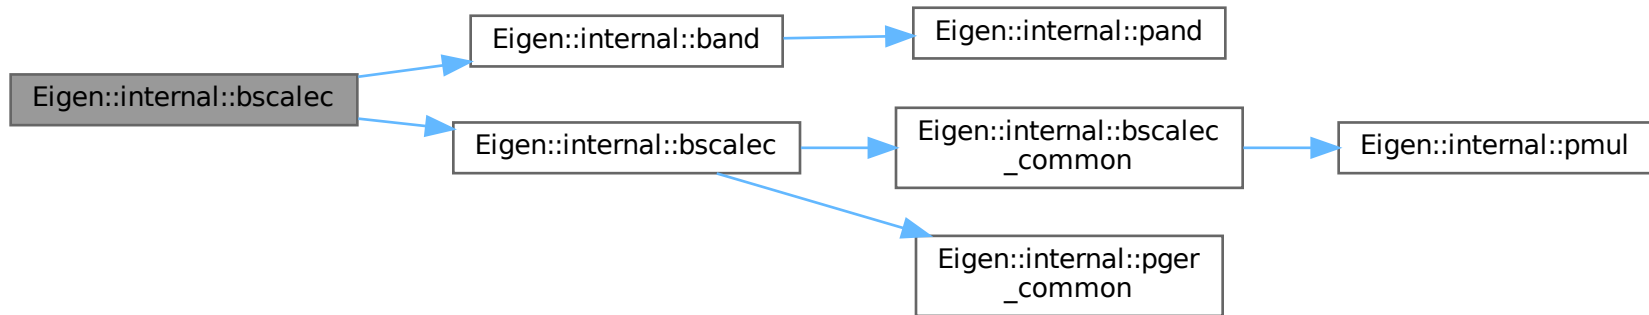 Eigen::internal::bscalec
Eigen::internal::band
Eigen::internal::pand
Eigen::internal::bscalec
Eigen::internal::bscalec
_common
Eigen::internal::pmul
Eigen::internal::pger
_common